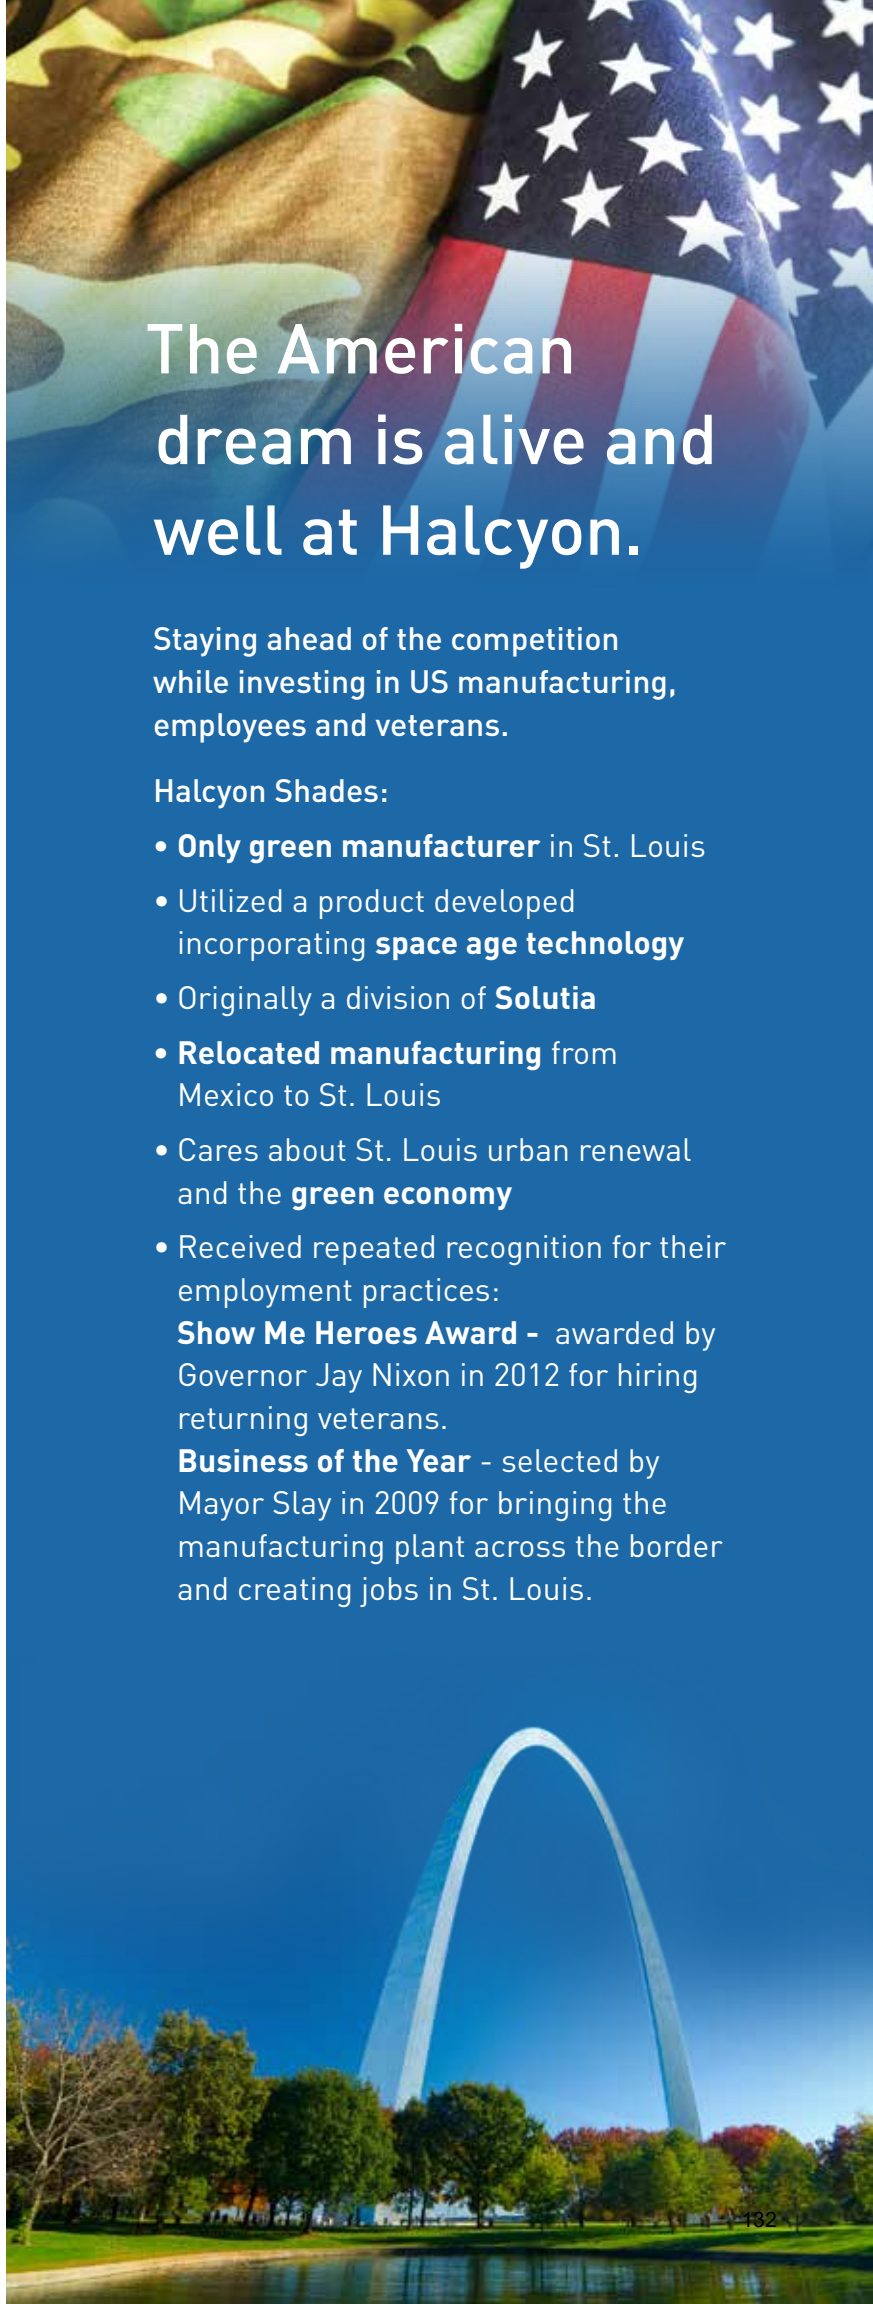 The American
dream is alive and
well at Halcyon.
Staying ahead of the competition
while investing in US manufacturing,
employees and veterans.
Halcyon Shades:
• Only green manufacturer in St. Louis
• Utilized a product developed
incorporating space age technology
• Originally a division of Solutia
• Relocated manufacturing from
Mexico to St. Louis
• Cares about St. Louis urban renewal
and the green economy
• Received repeated recognition for their
employment practices:
Show Me Heroes Award - awarded by
Governor Jay Nixon in 2012 for hiring
returning veterans.
Business of the Year - selected by
Mayor Slay in 2009 for bringing the
manufacturing plant across the border
and creating jobs in St. Louis.
132